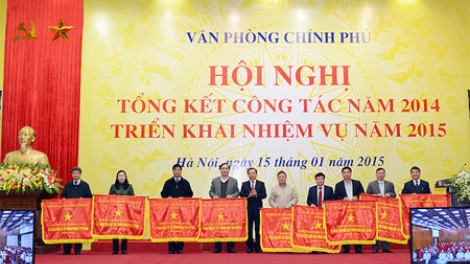 VĂN PHÒNG CHÍNH PHỦ
HỘI NGHỊ
TỔNG KẾT CÔNG TÁC NĂM 2014
TRIỂN KHAI NHIỆM VỤ NĂM 2015
Hà Nội, ngày 15 tháng 01 năm 2015